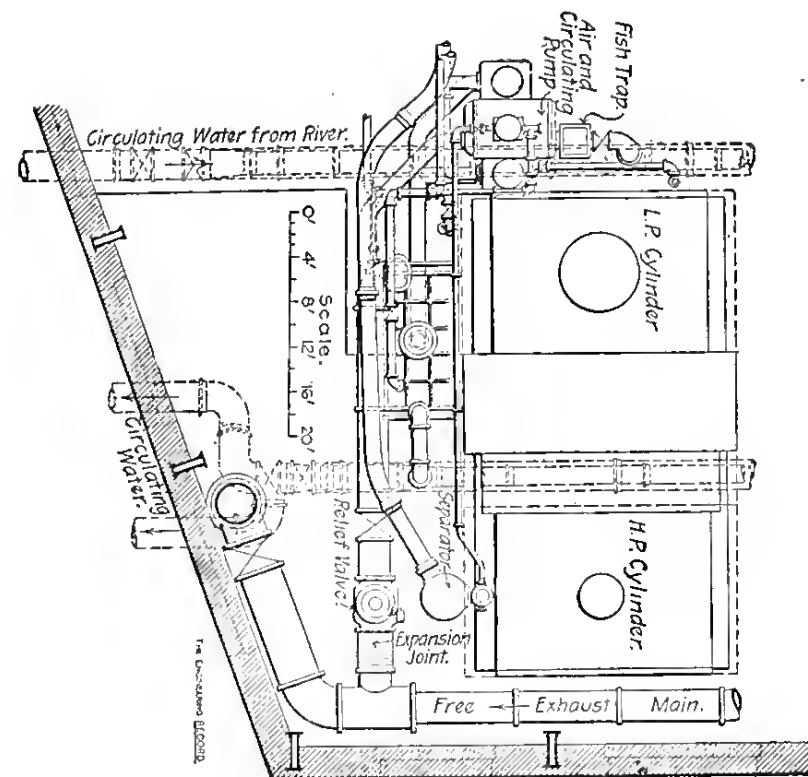 Fish Trap.
Air and
Circulating
Pump
Circulating Water from River.
L.P. Cylinder
0' 4' 8' 12' 16' 20'
Scale.
Circulating
Water.
Relief Valve
Separator
H.P. Cylinder.
Expansion
Joint.
Free Exhaust Main.
THE ENGINEERING RECORD.